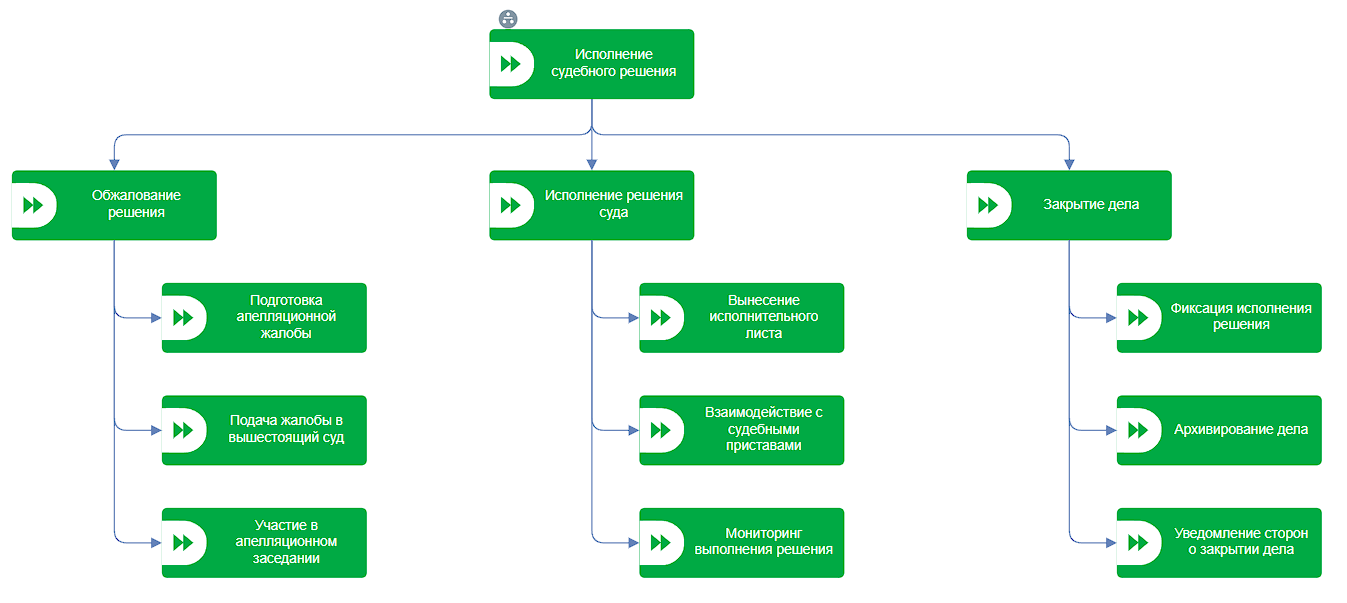 Исполнение
судебного решения
Обжалование
решения
Исполнение решения
суда
Закрытие дела
Подготовка
апелляционной
жалобы
Вынесение
исполнительного
листа
Фиксация исполнения
решения
Подача жалобы в
вышестоящий суд
Взаимодействие с
судебными
приставами
Архивирование дела
Участие в
апелляционном
заседании
Мониторинг
выполнения решения
Уведомление сторон
о закрытии дела